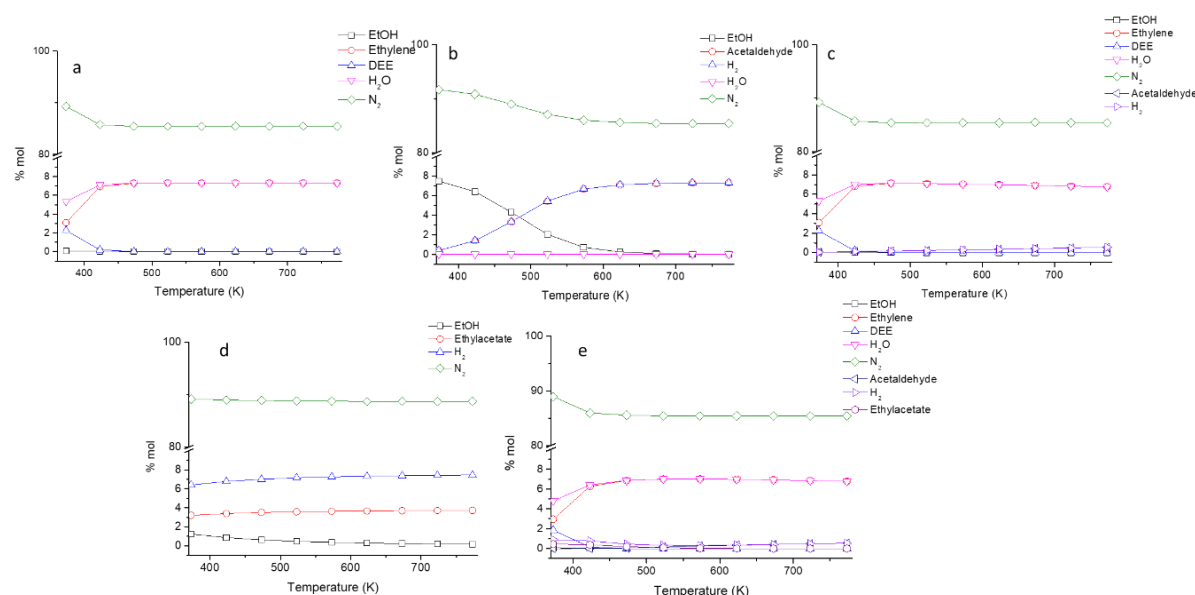 a
100
80
8
6
4
2
0
% mol
400 500 600 700
Temperature (K)
EtOH
Ethylene
DEE
H₂O
N₂
b
100
80
8
6
4
2
0
% mol
400 500 600 700
Temperature (K)
EtOH
Acetaldehyde
H₂
H₂O
N₂
c
100
80
8
6
4
2
0
% mol
400 500 600 700
Temperature (K)
EtOH
Ethylene
DEE
H₂O
N₂
Acetaldehyde
H₂
d
100
80
8
6
4
2
0
% mol
400 500 600 700
Temperature (K)
EtOH
Ethylacetate
H₂
N₂
e
100
90
80
8
6
4
2
0
% mol
400 500 600 700
Temperature (K)
EtOH
Ethylene
DEE
H₂O
N₂
Acetaldehyde
H₂
Ethylacetate